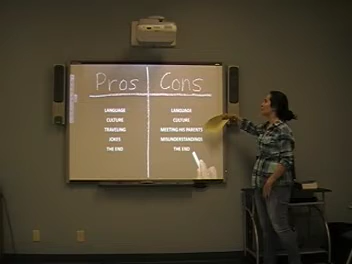 Pros Cons
LANGUAGE LANGUAGE
CULTURE CULTURE
TRAVELING MEETING HIS PARENTS
JOKES MISUNDERSTANDINGS
THE END THE END